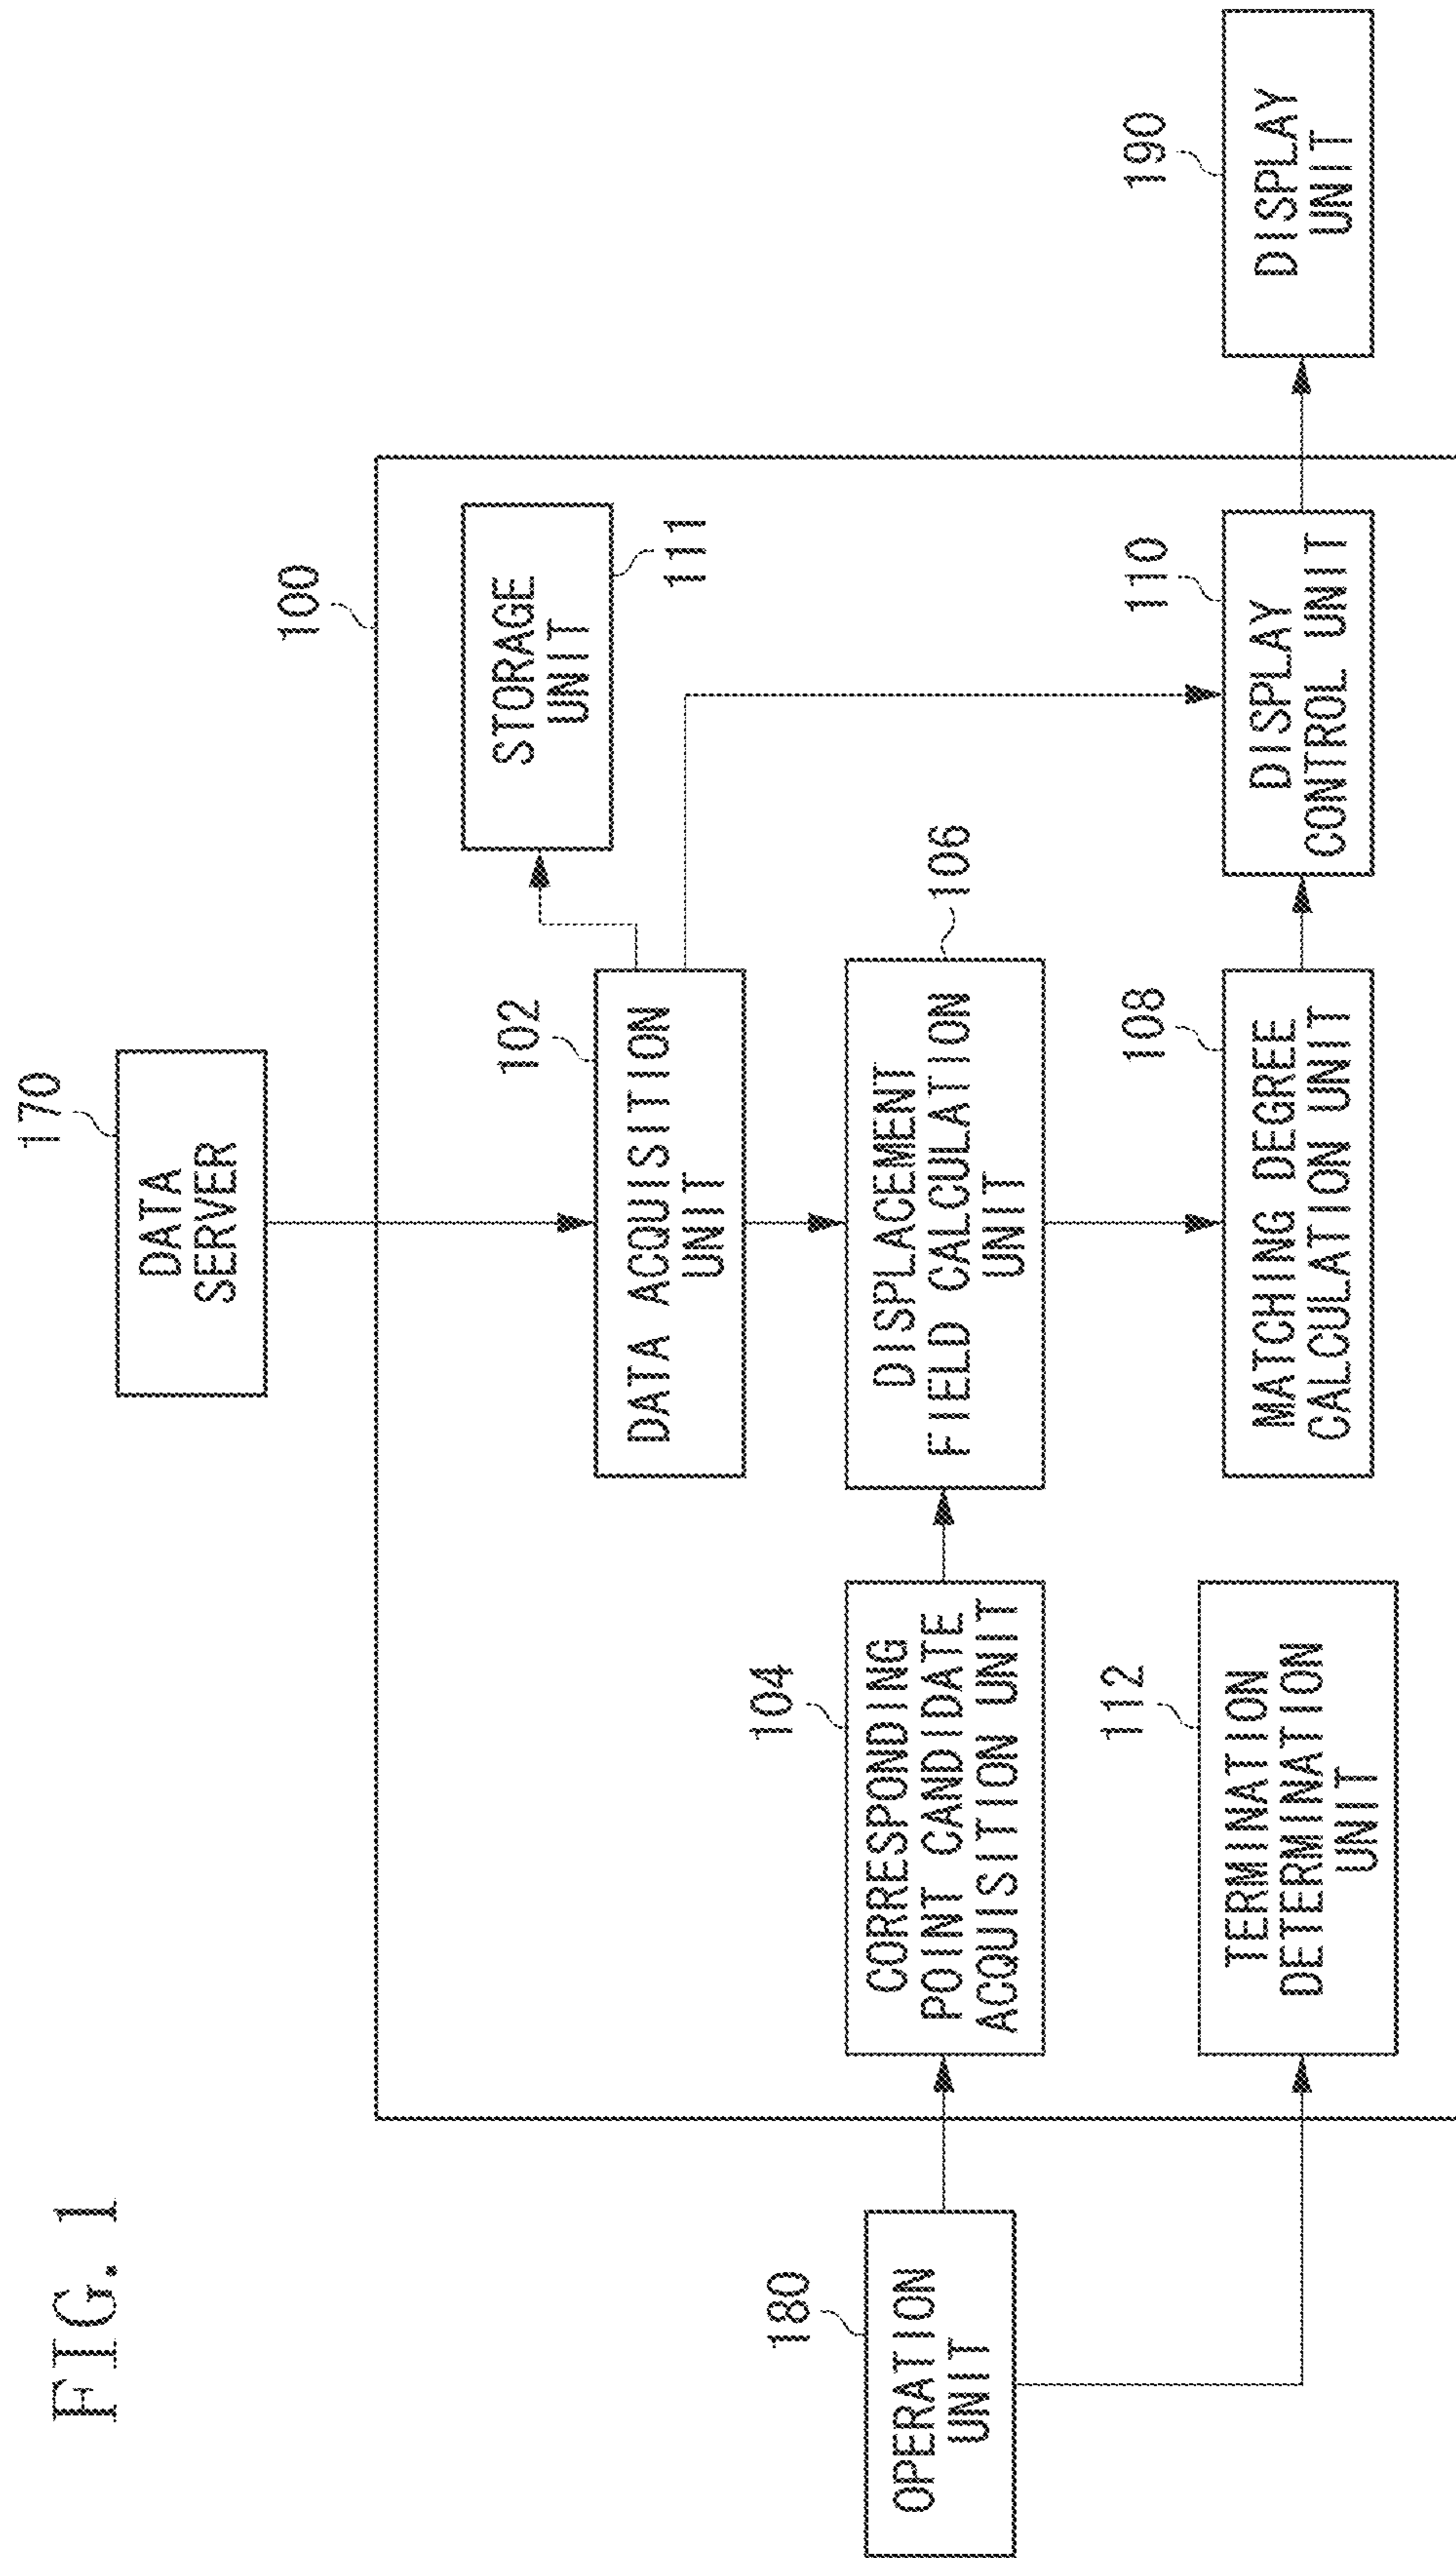 FIG. 1
170
DATA
SERVER
100
102
DATA ACQUISITION
UNIT
STORAGE
UNIT
111
180
OPERATION
UNIT
104
CORRESPONDING
POINT CANDIDATE
ACQUISITION UNIT
106
DISPLACEMENT
FIELD CALCULATION
UNIT
112
TERMINATION
DETERMINATION
UNIT
108
MATCHING DEGREE
CALCULATION UNIT
110
DISPLAY
CONTROL UNIT
190
DISPLAY
UNIT